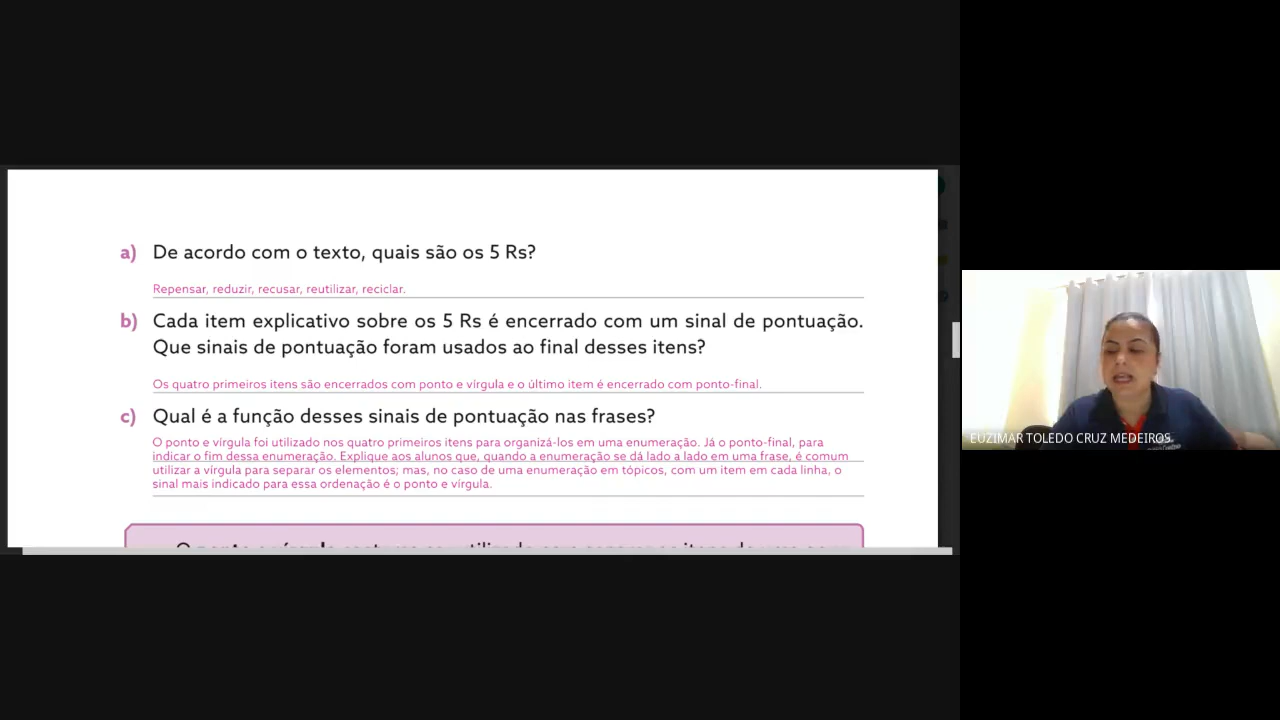 a) De acordo com o texto, quais são os 5 Rs?
Repensar, reduzir, recusar, reutilizar, reciclar.
b) Cada item explicativo sobre os 5 Rs é encerrado com um sinal de pontuação.
Que sinais de pontuação foram usados ao final desses itens?
Os quatro primeiros itens são encerrados com ponto e vírgula e o último item é encerrado com ponto-final.
c) Qual é a função desses sinais de pontuação nas frases?
O ponto e vírgula foi utilizado nos quatro primeiros itens para organizá-los em uma enumeração. Já o ponto-final, para
indicar o fim dessa enumeração. Explique aos alunos que, quando a enumeração se dá lado a lado em uma frase, é comum
utilizar a vírgula para separar os elementos; mas, no caso de uma enumeração em tópicos, com um item em cada linha, o
sinal mais indicado para essa ordenação é o ponto e vírgula.
EUZIMAR TOLEDO CRUZ MEDEIROS